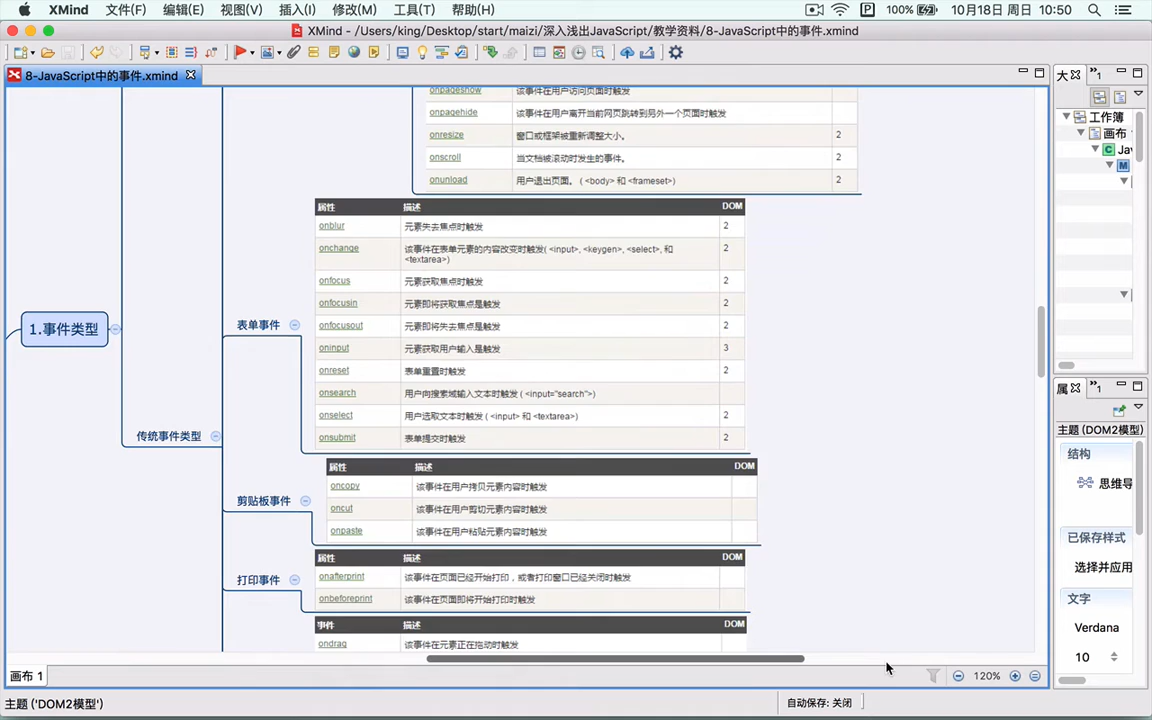 XMind 文件(F) 编辑(E) 视图(V) 插入(I) 修改(M) 工具(T) 帮助(H) 100% 10月18日 周日 10:50
XMind - /Users/king/Desktop/start/maizi/深入浅出JavaScript/教学资料/8-JavaScript中的事件.xmind
8-JavaScript中的事件.xmind
onpageshow 该事件在用户访问页面时触发
onpagehide 该事件在用户离开当前网页跳转到另外一个页面时触发
onresize 窗口或框架被重新调整大小。 2
onscroll 当文档被滚动时发生的事件。 2
onunload 用户退出页面。 ( <body> 和 <frameset>) 2
1.事件类型
传统事件类型
表单事件
属性 描述 DOM
onblur 元素失去焦点时触发 2
onchange 该事件在表单元素的内容改变时触发( <input>, <keygen>, <select>, 和 2
<textarea>)
onfocus 元素获取焦点时触发 2
onfocusin 元素即将获取焦点是触发 2
onfocusout 元素即将失去焦点是触发 2
oninput 元素获取用户输入是触发 3
onreset 表单重置时触发 2
onsearch 用户向搜索域输入文本时触发 ( <input="search">)
onselect 用户选取文本时触发 ( <input> 和 <textarea>) 2
onsubmit 表单提交时触发 2
剪贴板事件
属性 描述 DOM
oncopy 该事件在用户拷贝元素内容时触发
oncut 该事件在用户剪切元素内容时触发
onpaste 该事件在用户粘贴元素内容时触发
打印事件
属性 描述 DOM
onafterprint 该事件在页面已经开始打印，或者打印窗口已经关闭时触发
onbeforeprint 该事件在页面即将开始打印时触发
事件 描述 DOM
ondrag 该事件在元素正在拖动时触发
画布 1
120%
主题 ('DOM2模型')
自动保存: 关闭
大
1
工作簿
画布
C Jav
M
属
1
主题 (DOM2模型)
结构
思维导
已保存样式
选择并应用
文字
Verdana
10